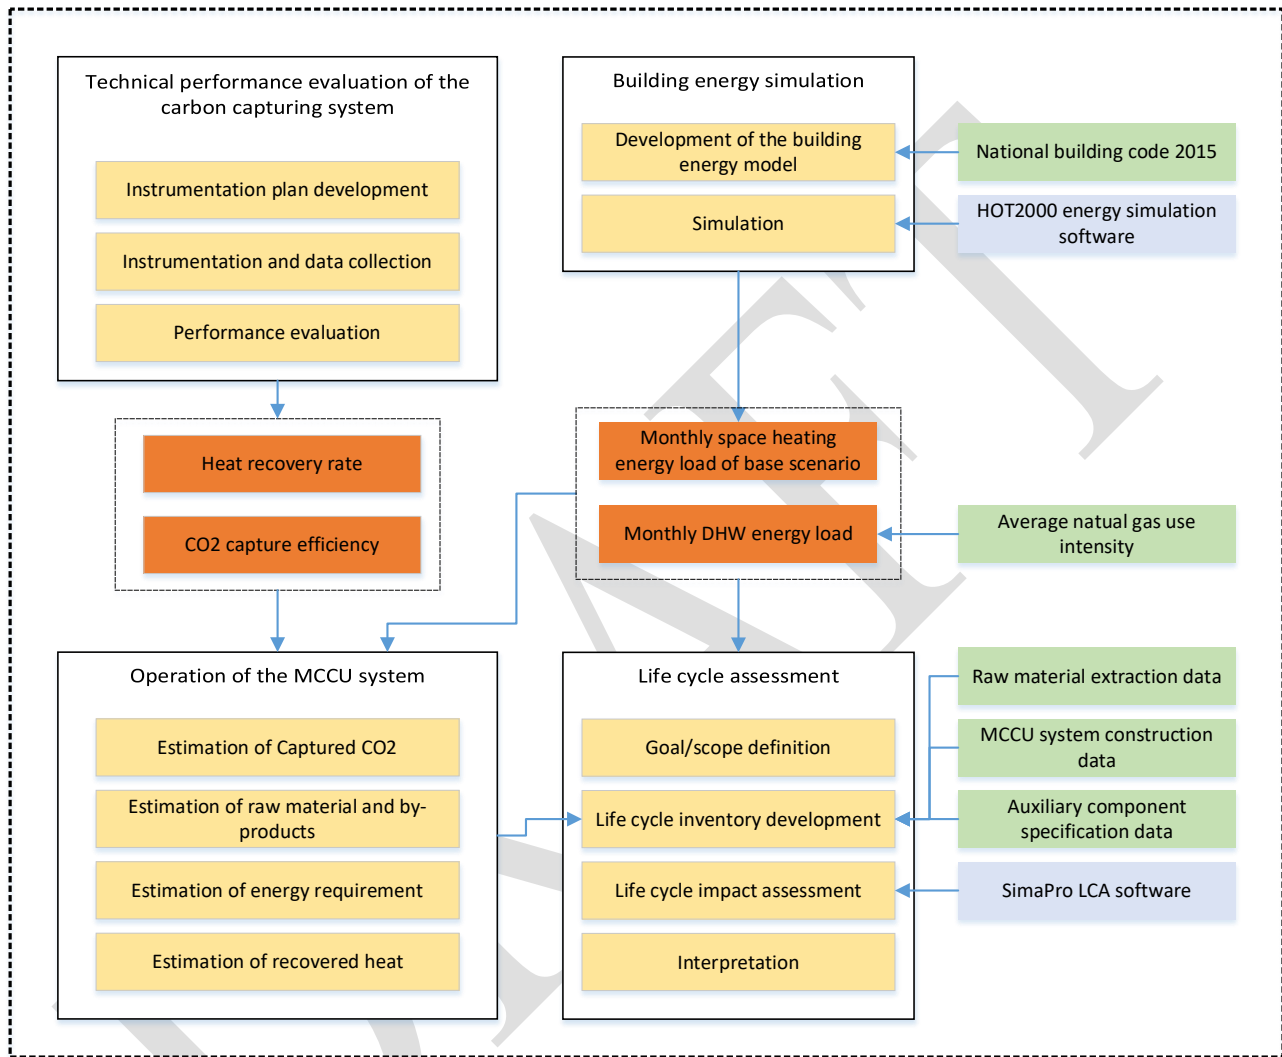 Technical performance evaluation of the
carbon capturing system
Instrumentation plan development
Instrumentation and data collection
Performance evaluation
Building energy simulation
Development of the building
energy model
Simulation
National building code 2015
HOT2000 energy simulation
software
Heat recovery rate
CO2 capture efficiency
Monthly space heating
energy load of base scenario
Monthly DHW energy load
Average natual gas use
intensity
Operation of the MCCU system
Estimation of Captured CO2
Estimation of raw material and by-
products
Estimation of energy requirement
Estimation of recovered heat
Life cycle assessment
Goal/scope definition
Life cycle inventory development
Life cycle impact assessment
Interpretation
Raw material extraction data
MCCU system construction
data
Auxiliary component
specification data
SimaPro LCA software
DRAFT